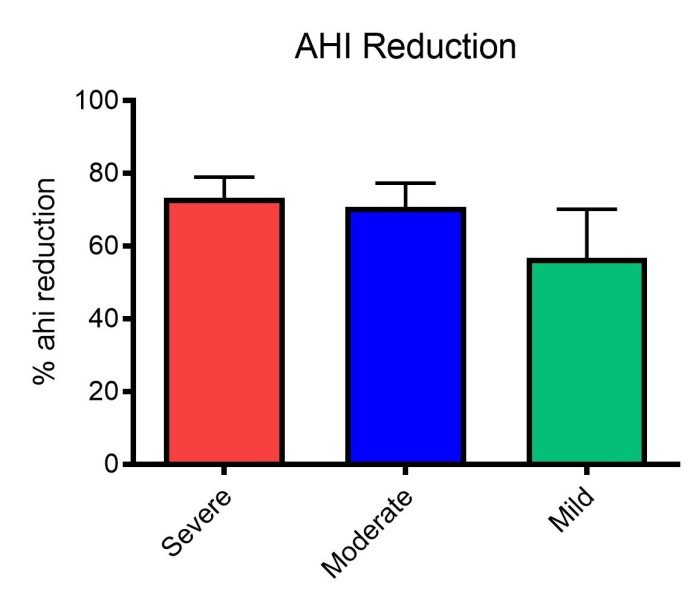 AHI Reduction
% ahi reduction
100
80
60
40
20
0
Severe
Moderate
Mild